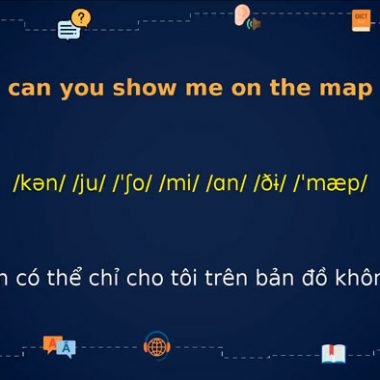 can you show me on the map
/kən/ /ju/ /ˈʃo/ /mi/ /ɑn/ /ðɨ/ /ˈmæp/
có thể chỉ cho tôi trên bản đồ